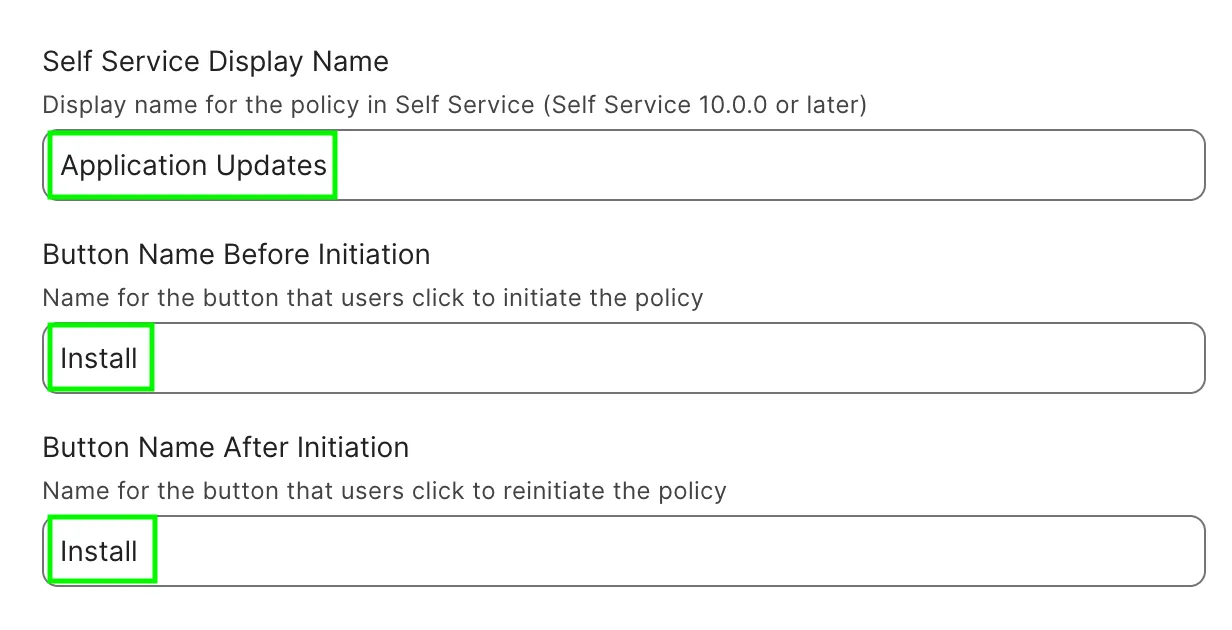 Self Service Display Name
Display name for the policy in Self Service (Self Service 10.0.0 or later)
Application Updates
Button Name Before Initiation
Name for the button that users click to initiate the policy
Install
Button Name After Initiation
Name for the button that users click to reinitiate the policy
Install